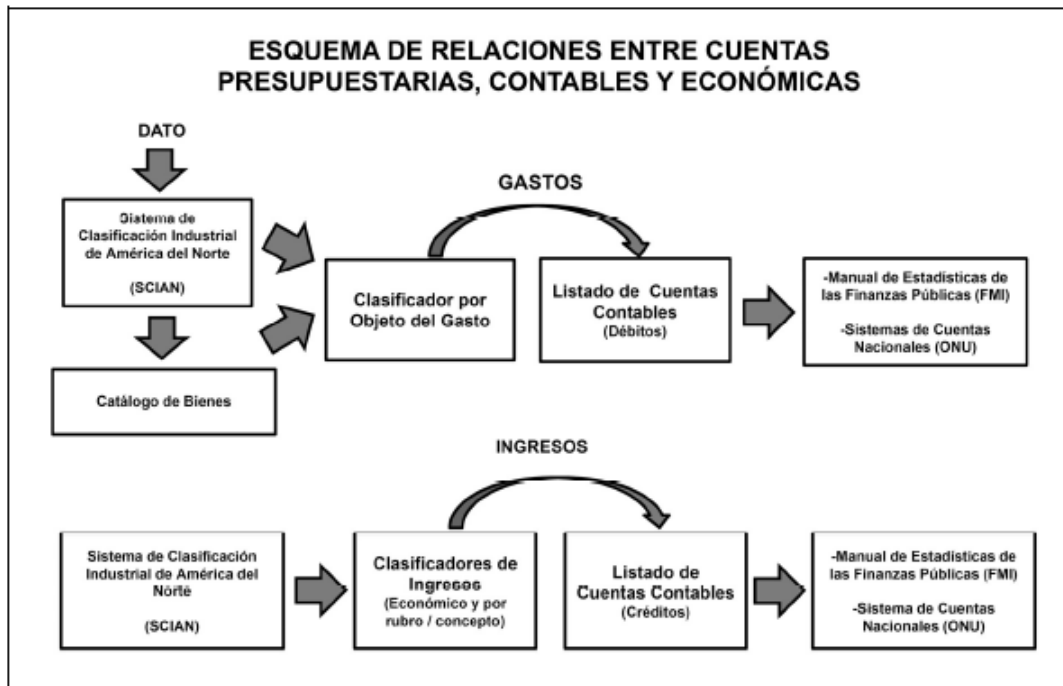 ESQUEMA DE RELACIONES ENTRE CUENTAS
PRESUPUESTARIAS, CONTABLES Y ECONÓMICAS
DATO
Sistema de
Clasificación Industrial
de América del Norte
(SCIAN)
Catálogo de Bienes
GASTOS
Clasificador por
Objeto del Gasto
Listado de Cuentas
Contables
(Débitos)
-Manual de Estadísticas de
las Finanzas Públicas (FMI)
-Sistemas de Cuentas
Nacionales (ONU)
INGRESOS
Sistema de Clasificación
Industrial de América del
Norte
(SCIAN)
Clasificadores de
Ingresos
(Económico y por
rubro / concepto)
Listado de
Cuentas Contables
(Créditos)
-Manual de Estadísticas de
las Finanzas Públicas (FMI)
-Sistema de Cuentas
Nacionales (ONU)